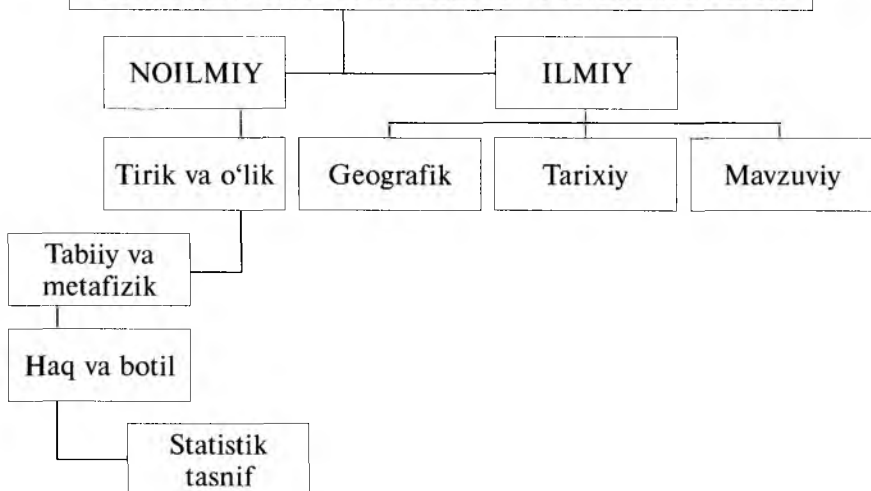 NOILMIY
ILMIY
Tirik va o‘lik
Geografik
Tarixiy
Mavzuviy
Tabiiy va
metafizik
Haq va botil
Statistik
tasnif